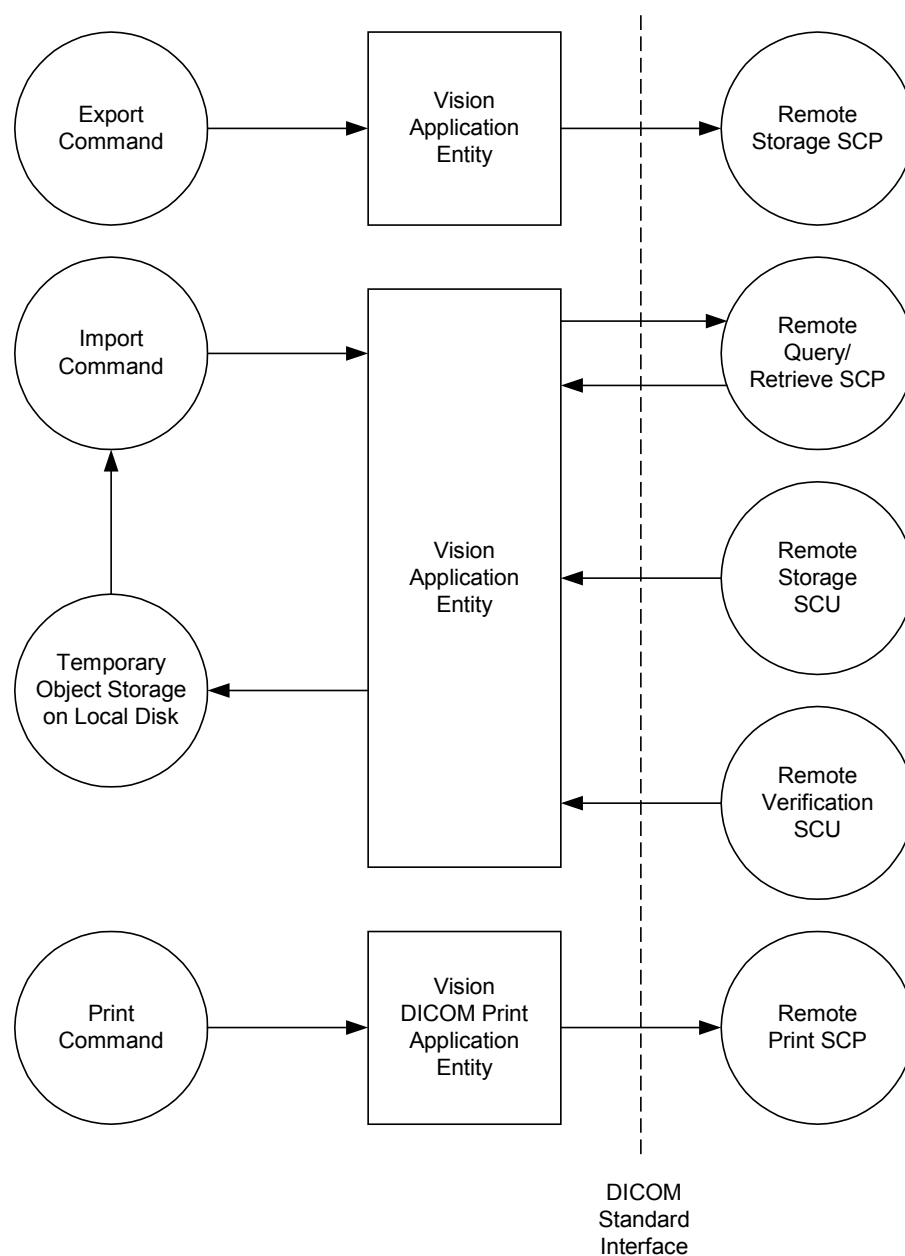 Export
Command
Vision
Application
Entity
Remote
Storage SCP
Import
Command
Remote
Query/
Retrieve SCP
Vision
Application
Entity
Remote
Storage
SCU
Temporary
Object Storage
on Local Disk
Remote
Verification
SCU
Print
Command
Vision
DICOM Print
Application
Entity
Remote
Print SCP
DICOM
Standard
Interface